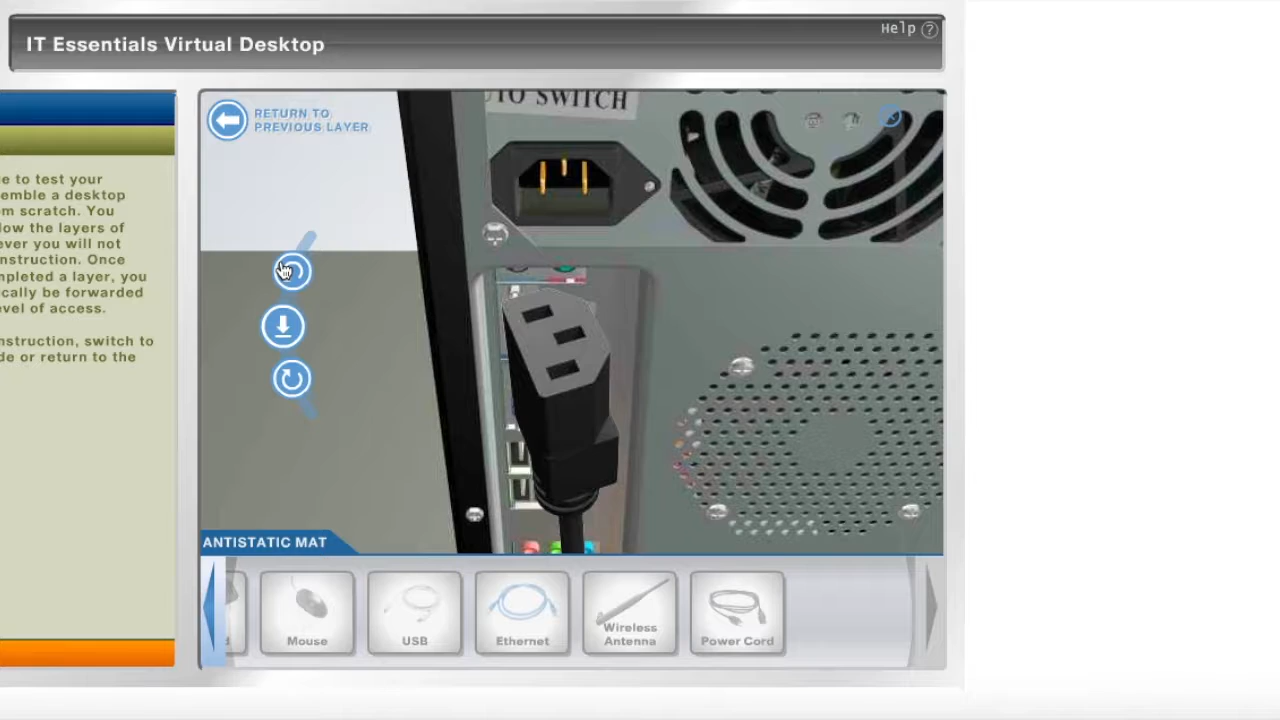 Help ?
IT Essentials Virtual Desktop
RETURN TO
PREVIOUS LAYER
TO SWITCH
e to test your
emble a desktop
m scratch. You
low the layers of
ever you will not
nstruction. Once
mpleted a layer, you
cally be forwarded
evel of access.
nstruction, switch to
de or return to the
ANTISTATIC MAT
d
Mouse
USB
Ethernet
Wireless
Antenna
Power Cord